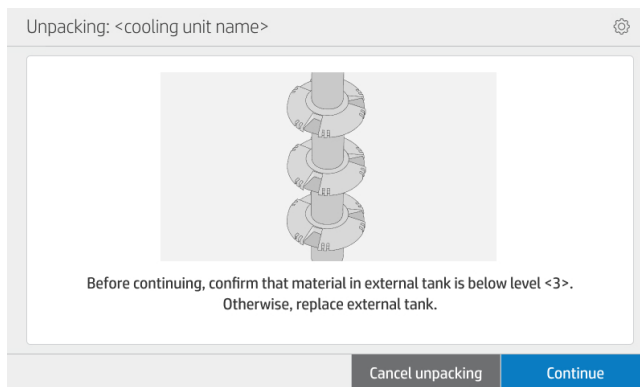 Unpacking: <cooling unit name>
Before continuing, confirm that material in external tank is below level <3>.
Otherwise, replace external tank.
Cancel unpacking
Continue